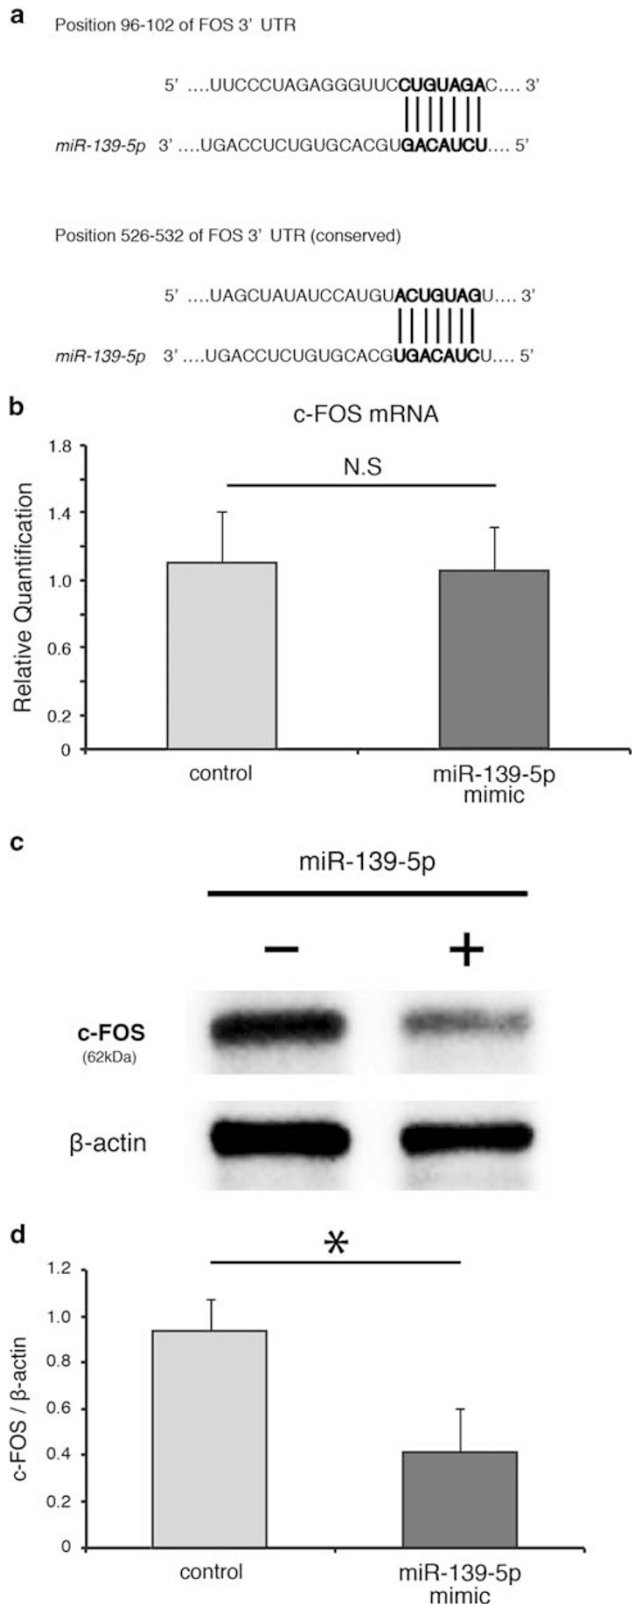 a
Position 96-102 of FOS 3' UTR
5' ....UUCCCUAGAGGGUUCCUGUAGAC.... 3'
miR-139-5p 3' ....UGACCUCUGUGCACGUGACAUCU.... 5'
Position 526-532 of FOS 3' UTR (conserved)
5' ....UAGCUAUAUCCAUGUACUGUAGU.... 3'
miR-139-5p 3' ....UGACCUCUGUGCACGUGACAUCU.... 5'
b
c-FOS mRNA
N.S
Relative Quantification
1.8
1.4
1.0
0.6
0.2
0
control
miR-139-5p
mimic
c
miR-139-5p
− +
c-FOS
(62kDa)
β-actin
d
*
c-FOS / β-actin
1.2
1.0
0.8
0.6
0.4
0.2
0
control
miR-139-5p
mimic